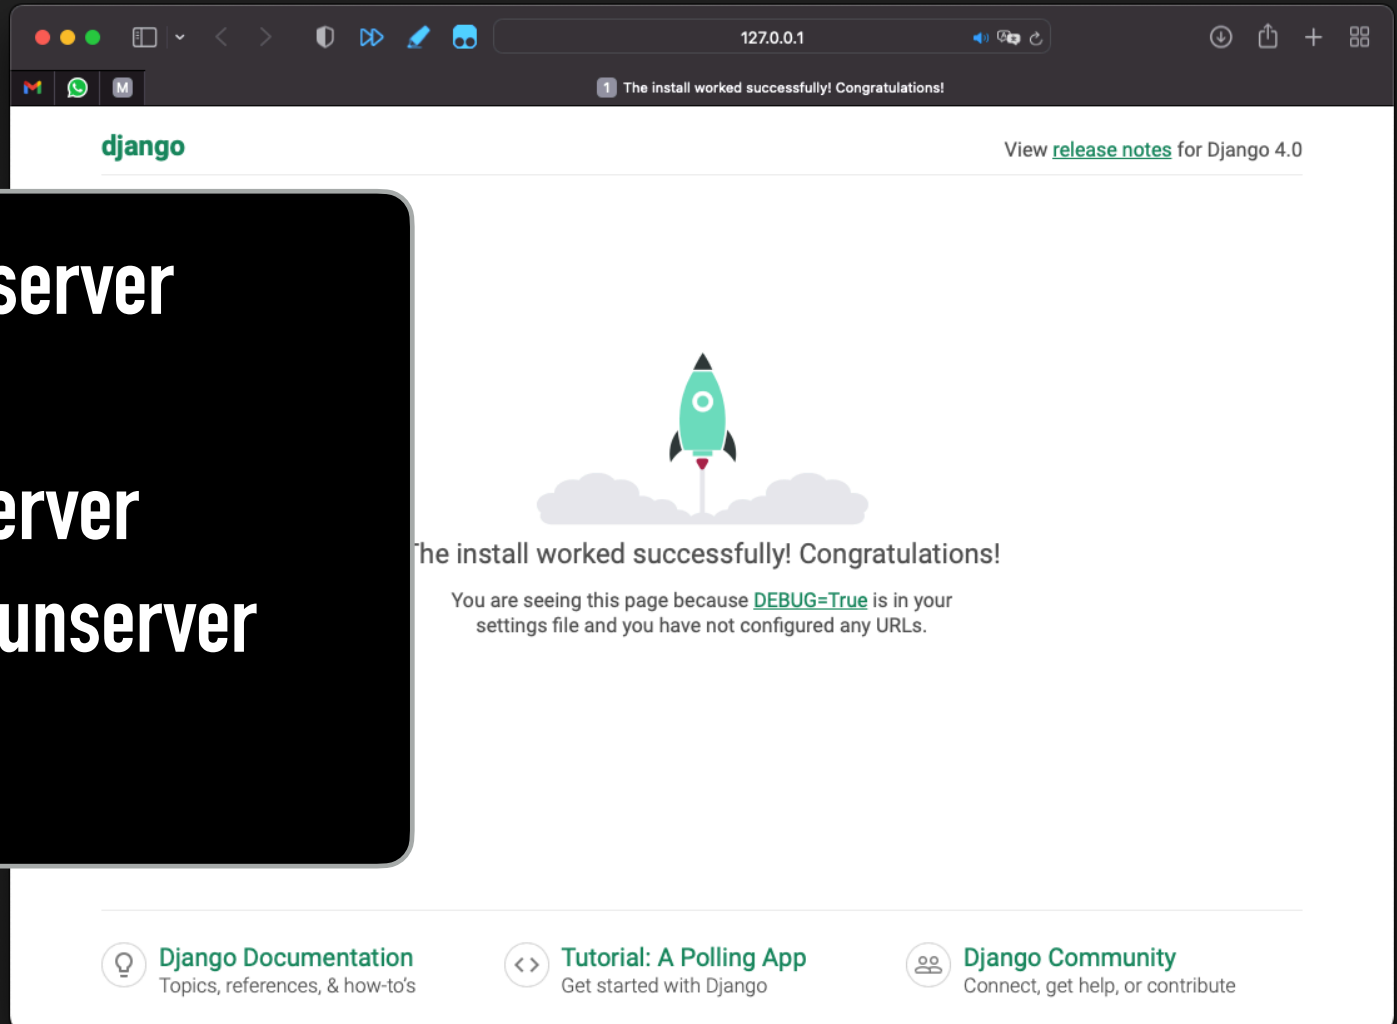 127.0.0.1
M
1 The install worked successfully! Congratulations!
django
View release notes for Django 4.0
server
erver
unserver
The install worked successfully! Congratulations!
You are seeing this page because DEBUG=True is in your
settings file and you have not configured any URLs.
Django Documentation
Topics, references, & how-to's
Tutorial: A Polling App
Get started with Django
Django Community
Connect, get help, or contribute